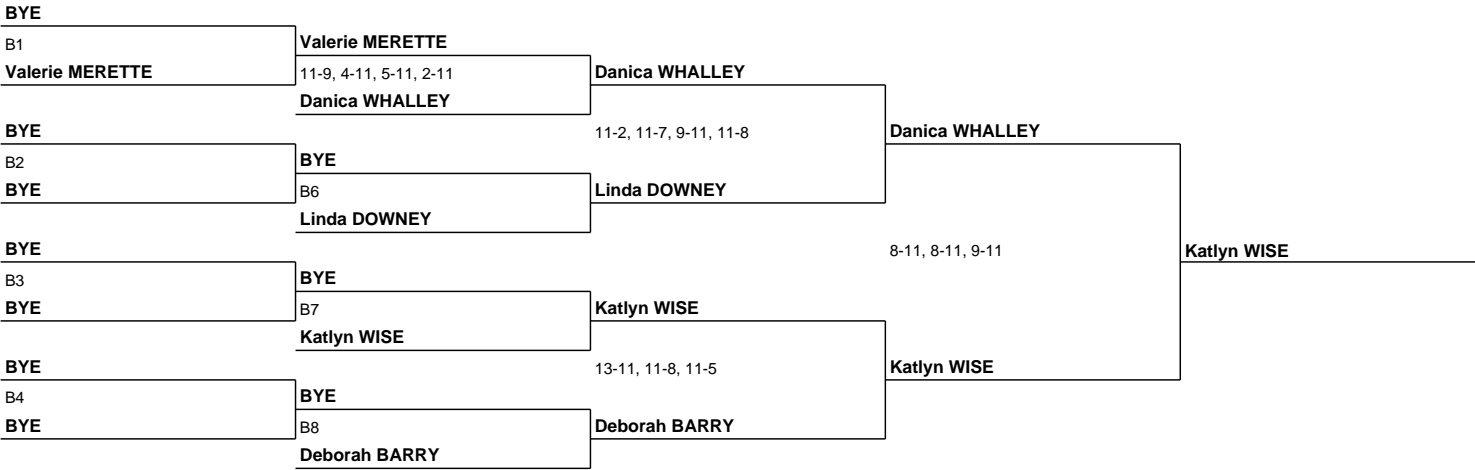 BYE
B1
Valerie MERETTE
BYE
B2
BYE
BYE
B3
BYE
BYE
B4
BYE
Valerie MERETTE
11-9, 4-11, 5-11, 2-11
Danica WHALLEY
BYE
B6
Linda DOWNEY
BYE
B7
Katlyn WISE
BYE
B8
Deborah BARRY
Danica WHALLEY
11-2, 11-7, 9-11, 11-8
Linda DOWNEY
Katlyn WISE
13-11, 11-8, 11-5
Deborah BARRY
Danica WHALLEY
8-11, 8-11, 9-11
Katlyn WISE
Katlyn WISE